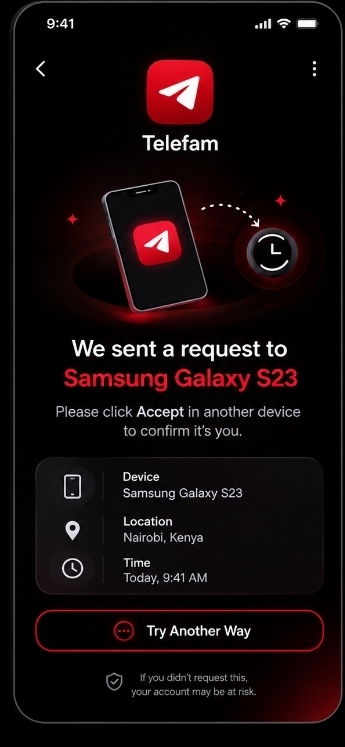 9:41
Telefam
We sent a request to
Samsung Galaxy S23
Please click Accept in another device
to confirm it's you.
Device
Samsung Galaxy S23
Location
Nairobi, Kenya
Time
Today, 9:41 AM
Try Another Way
If you didn't request this,
your account may be at risk.